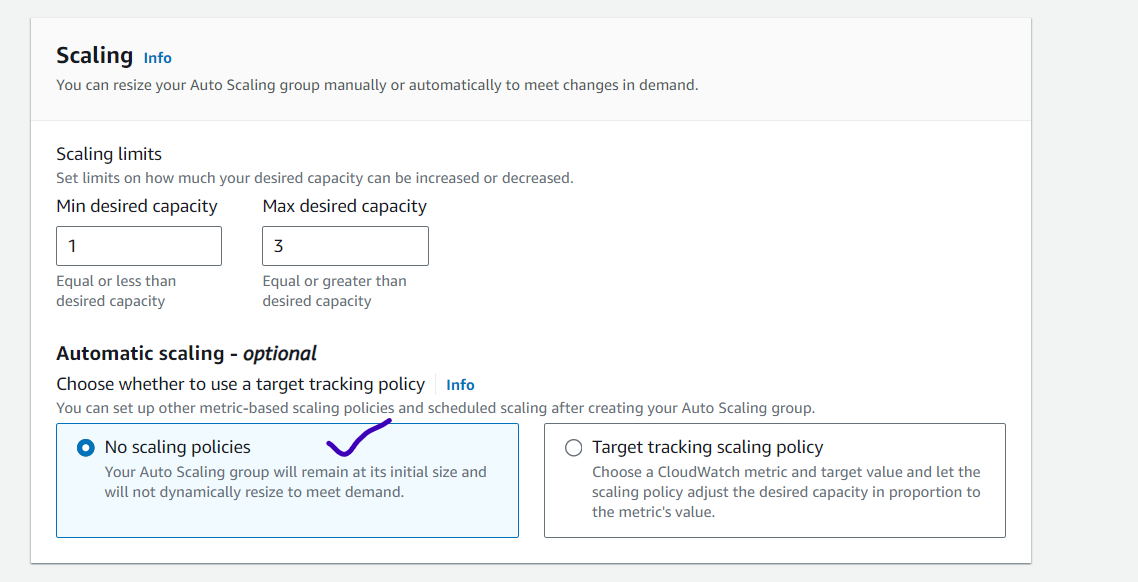 Scaling Info
You can resize your Auto Scaling group manually or automatically to meet changes in demand.
Scaling limits
Set limits on how much your desired capacity can be increased or decreased.
Min desired capacity
Max desired capacity
1
3
Equal or less than
desired capacity
Equal or greater than
desired capacity
Automatic scaling - optional
Choose whether to use a target tracking policy Info
You can set up other metric-based scaling policies and scheduled scaling after creating your Auto Scaling group.
No scaling policies
Your Auto Scaling group will remain at its initial size and
will not dynamically resize to meet demand.
Target tracking scaling policy
Choose a CloudWatch metric and target value and let the
scaling policy adjust the desired capacity in proportion to
the metric's value.